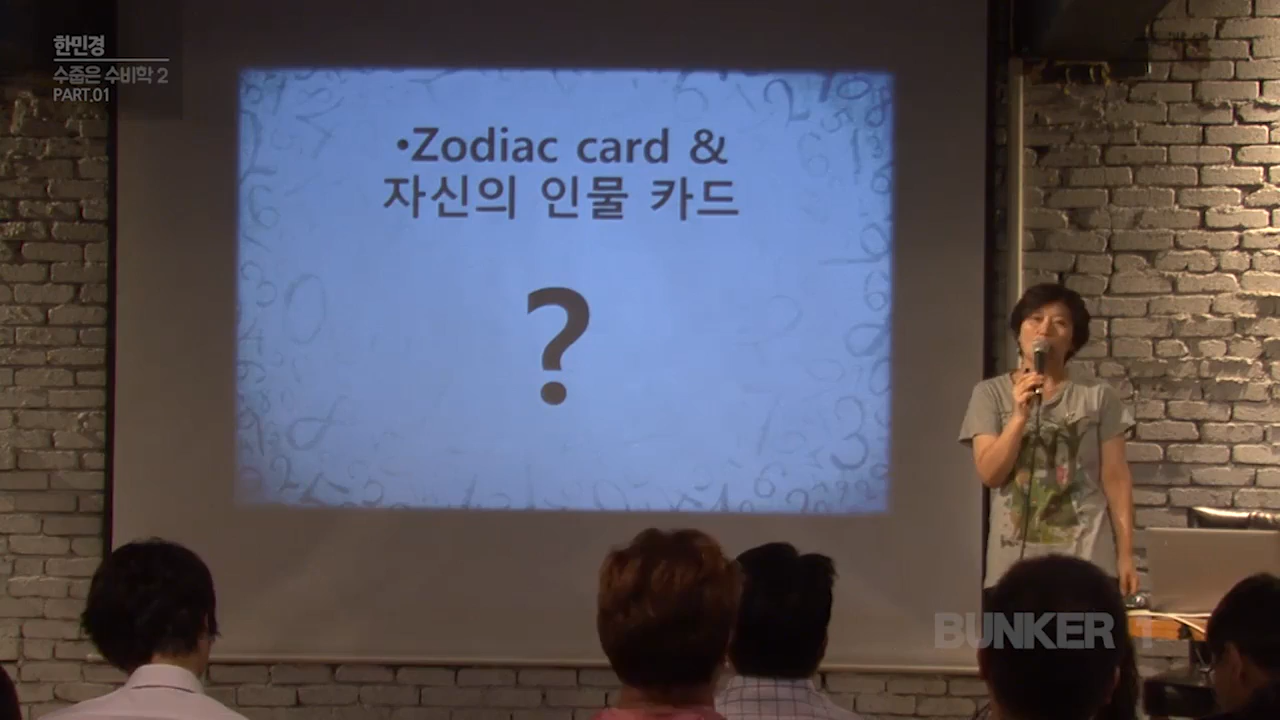 한민경
수줍은 수비학 2
PART.01
•Zodiac card &
자신의 인물 카드
?
BUNKER 1